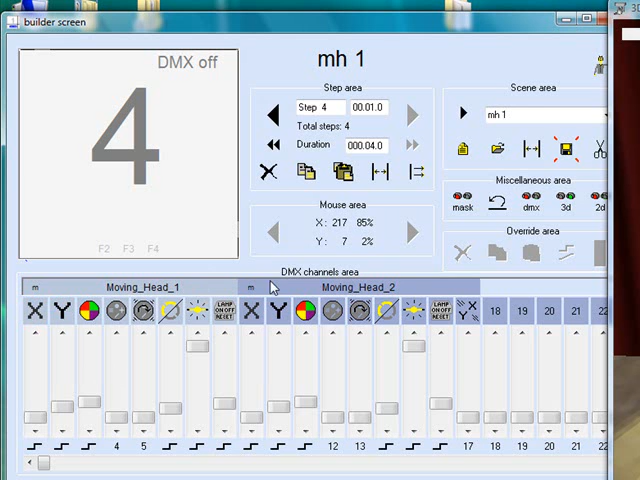 builder screen
3D
DMX off
4
F2 F3 F4
mh 1
Step area
Step 4 00.01.0
Total steps: 4
Duration 000.04.0
Scene area
mh 1
Miscellaneous area
mask dmx 3d 2d
Mouse area
X: 217 85%
Y: 7 2%
Override area
DMX channels area
m Moving_Head_1 m Moving_Head_2
X Y LAMP ON OFF RESET X Y LAMP ON OFF RESET X Y 18 19 20 21 22
4 5 12 13 17 18 19 20 21 22